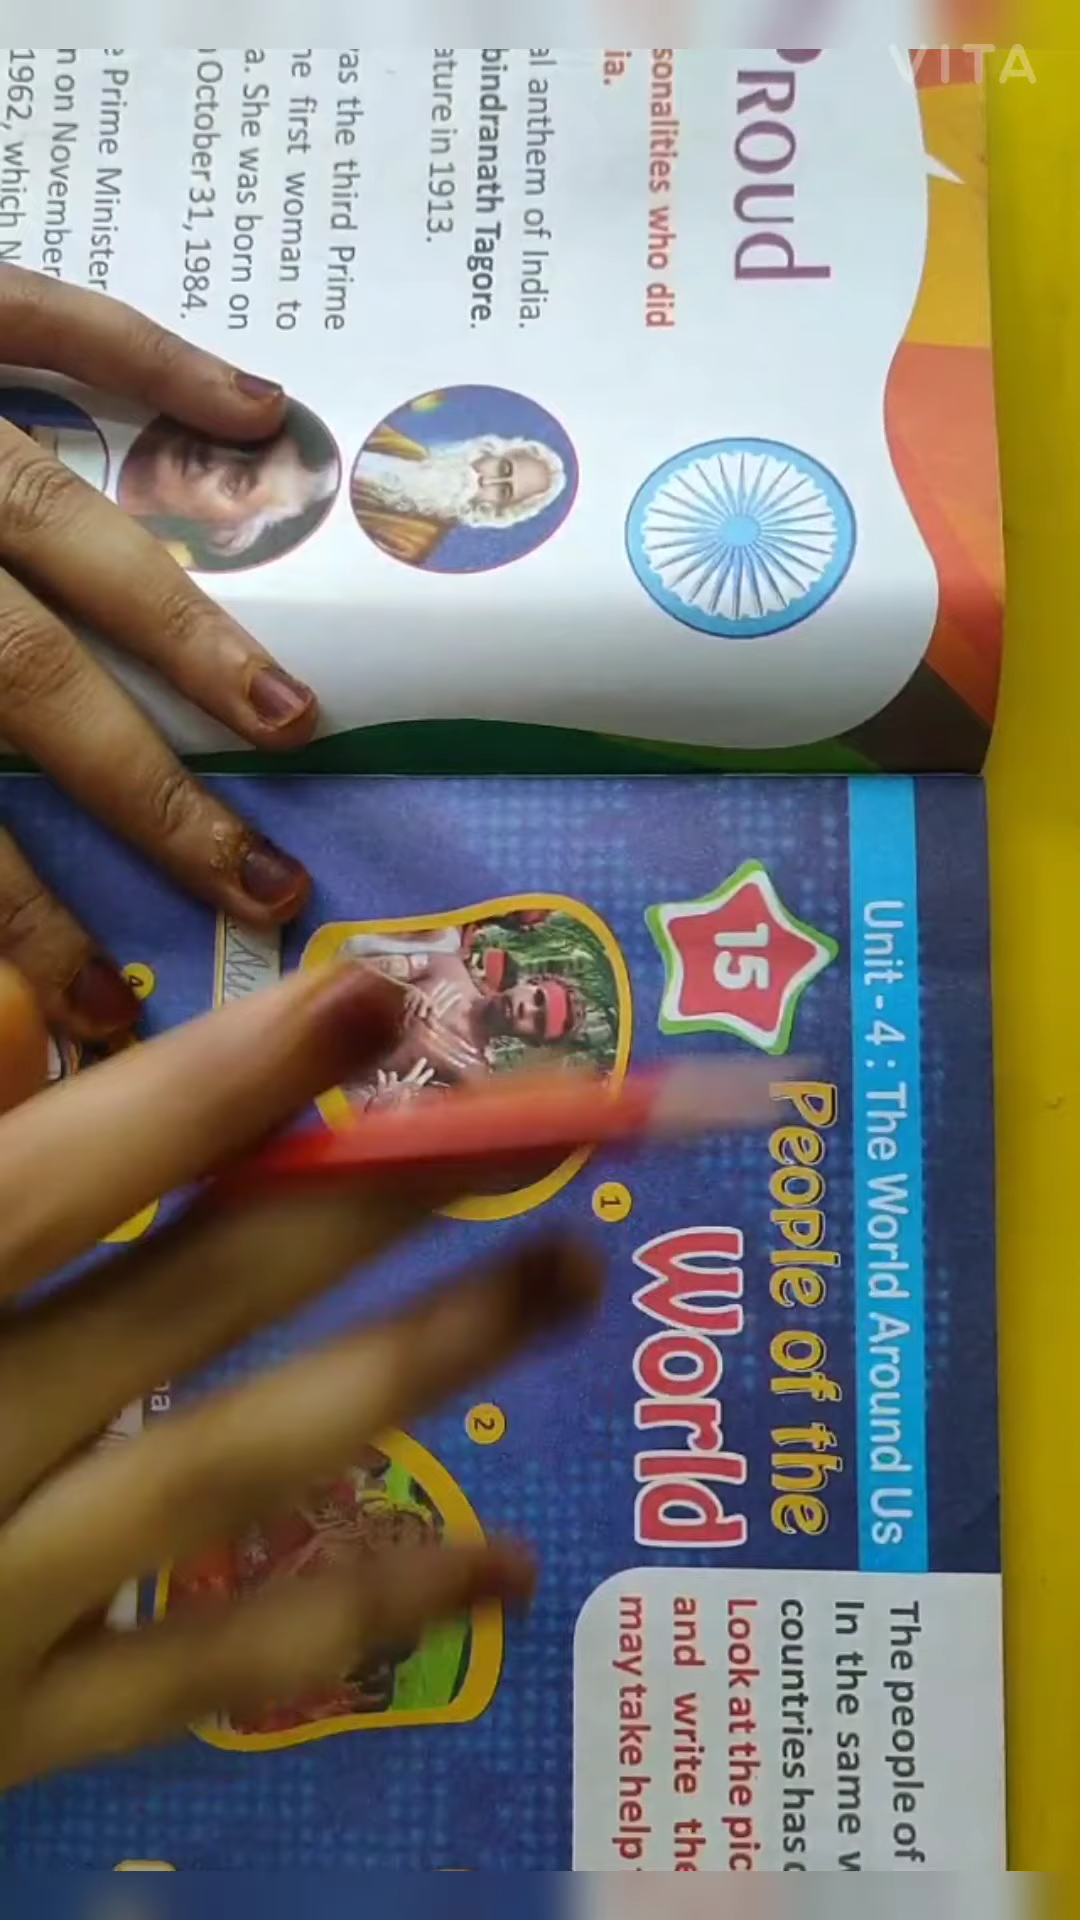 VITA
Proud
sonalities who did
ia.
al anthem of India.
bindranath Tagore.
ature in 1913.
as the third Prime
he first woman to
a. She was born on
October 31, 1984.
Prime Minister
n on November
1962, which
Unit - 4 : The World Around Us
15
People of the
World
1
2
4
The people of
In the same
countries has
Look at the pic
and write the
may take help